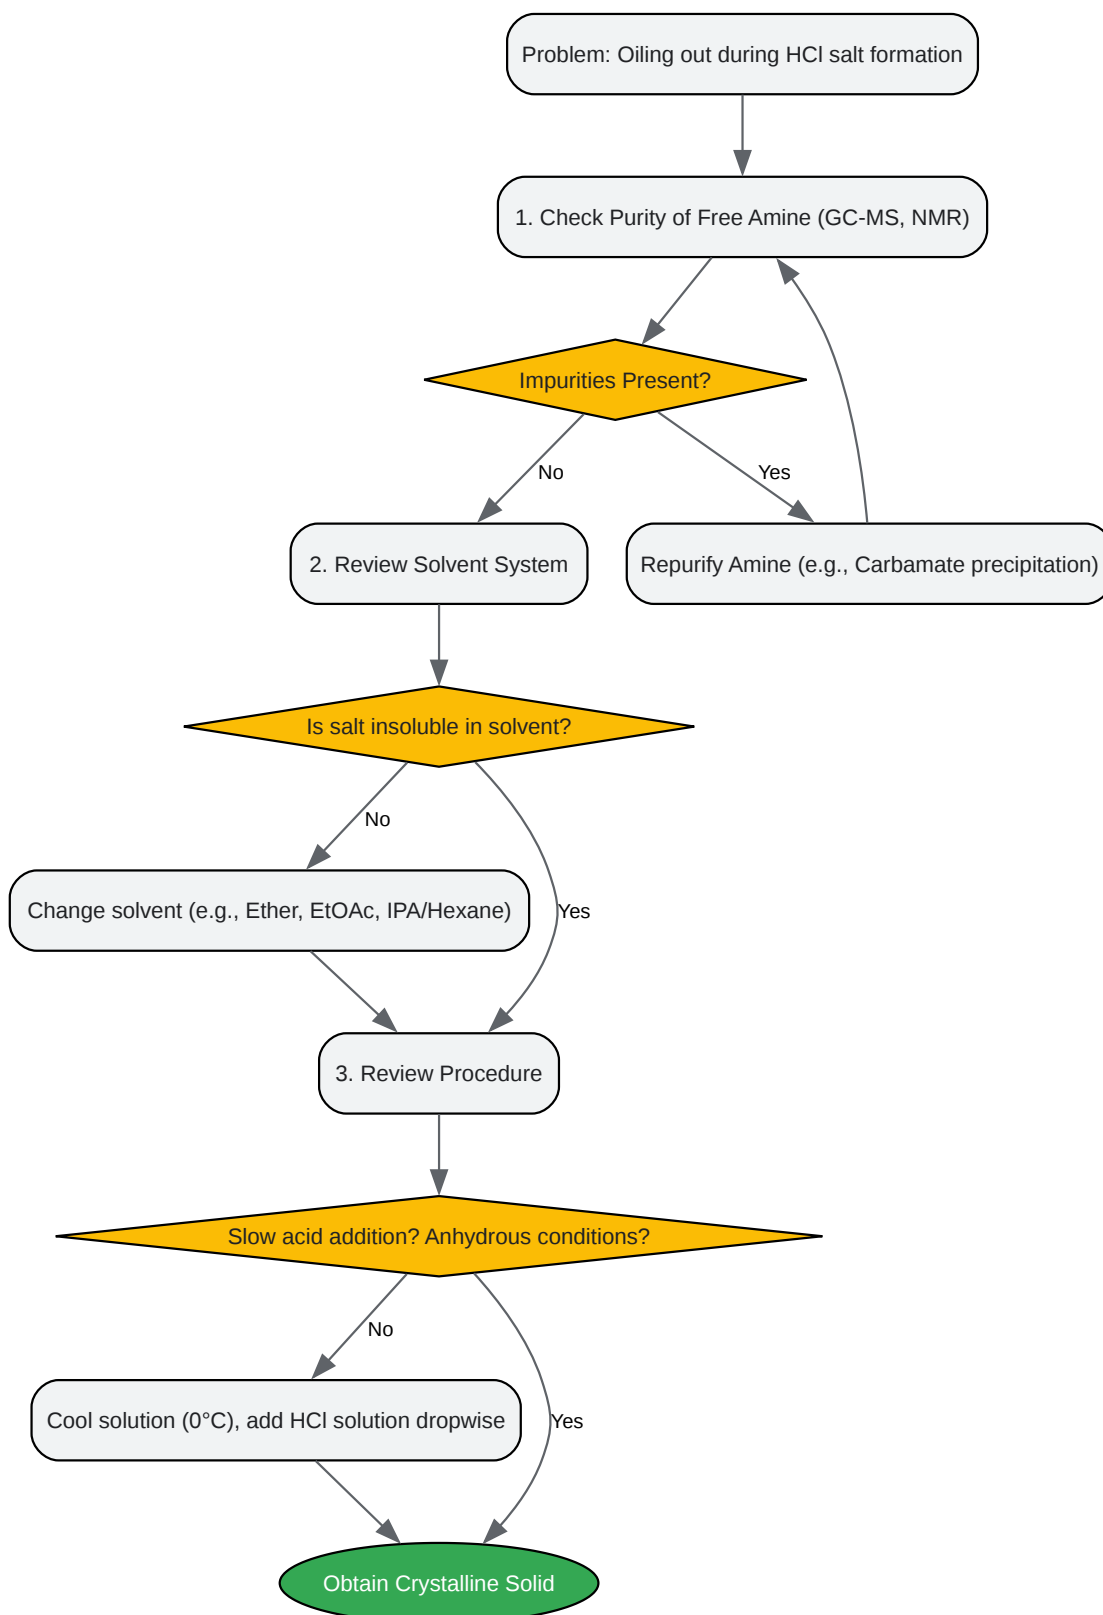 Problem: Oiling out during HCl salt formation
1. Check Purity of Free Amine (GC-MS, NMR)
Impurities Present?
No
Yes
2. Review Solvent System
Repurify Amine (e.g., Carbamate precipitation)
Is salt insoluble in solvent?
No
Change solvent (e.g., Ether, EtOAc, IPA/Hexane)
Yes
3. Review Procedure
Slow acid addition? Anhydrous conditions?
No
Cool solution (0°C), add HCl solution dropwise
Yes
Obtain Crystalline Solid